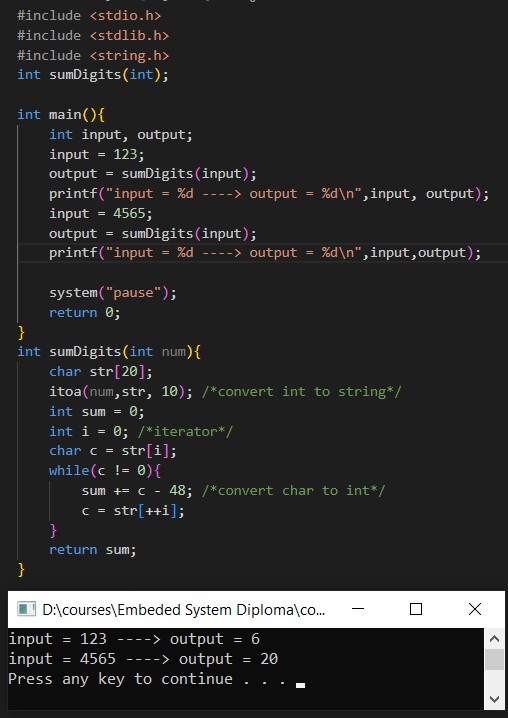 #include <stdio.h>
#include <stdlib.h>
#include <string.h>
int sumDigits(int);

int main(){
    int input, output;
    input = 123;
    output = sumDigits(input);
    printf("input = %d ----> output = %d\n",input, output);
    input = 4565;
    output = sumDigits(input);
    printf("input = %d ----> output = %d\n",input,output);

    system("pause");
    return 0;
}
int sumDigits(int num){
    char str[20];
    itoa(num,str, 10); /*convert int to string*/
    int sum = 0;
    int i = 0; /*iterator*/
    char c = str[i];
    while(c != 0){
        sum += c - 48; /*convert char to int*/
        c = str[++i];
    }
    return sum;
}
D:\courses\Embeded System Diploma\co...
input = 123 ----> output = 6
input = 4565 ----> output = 20
Press any key to continue . . .